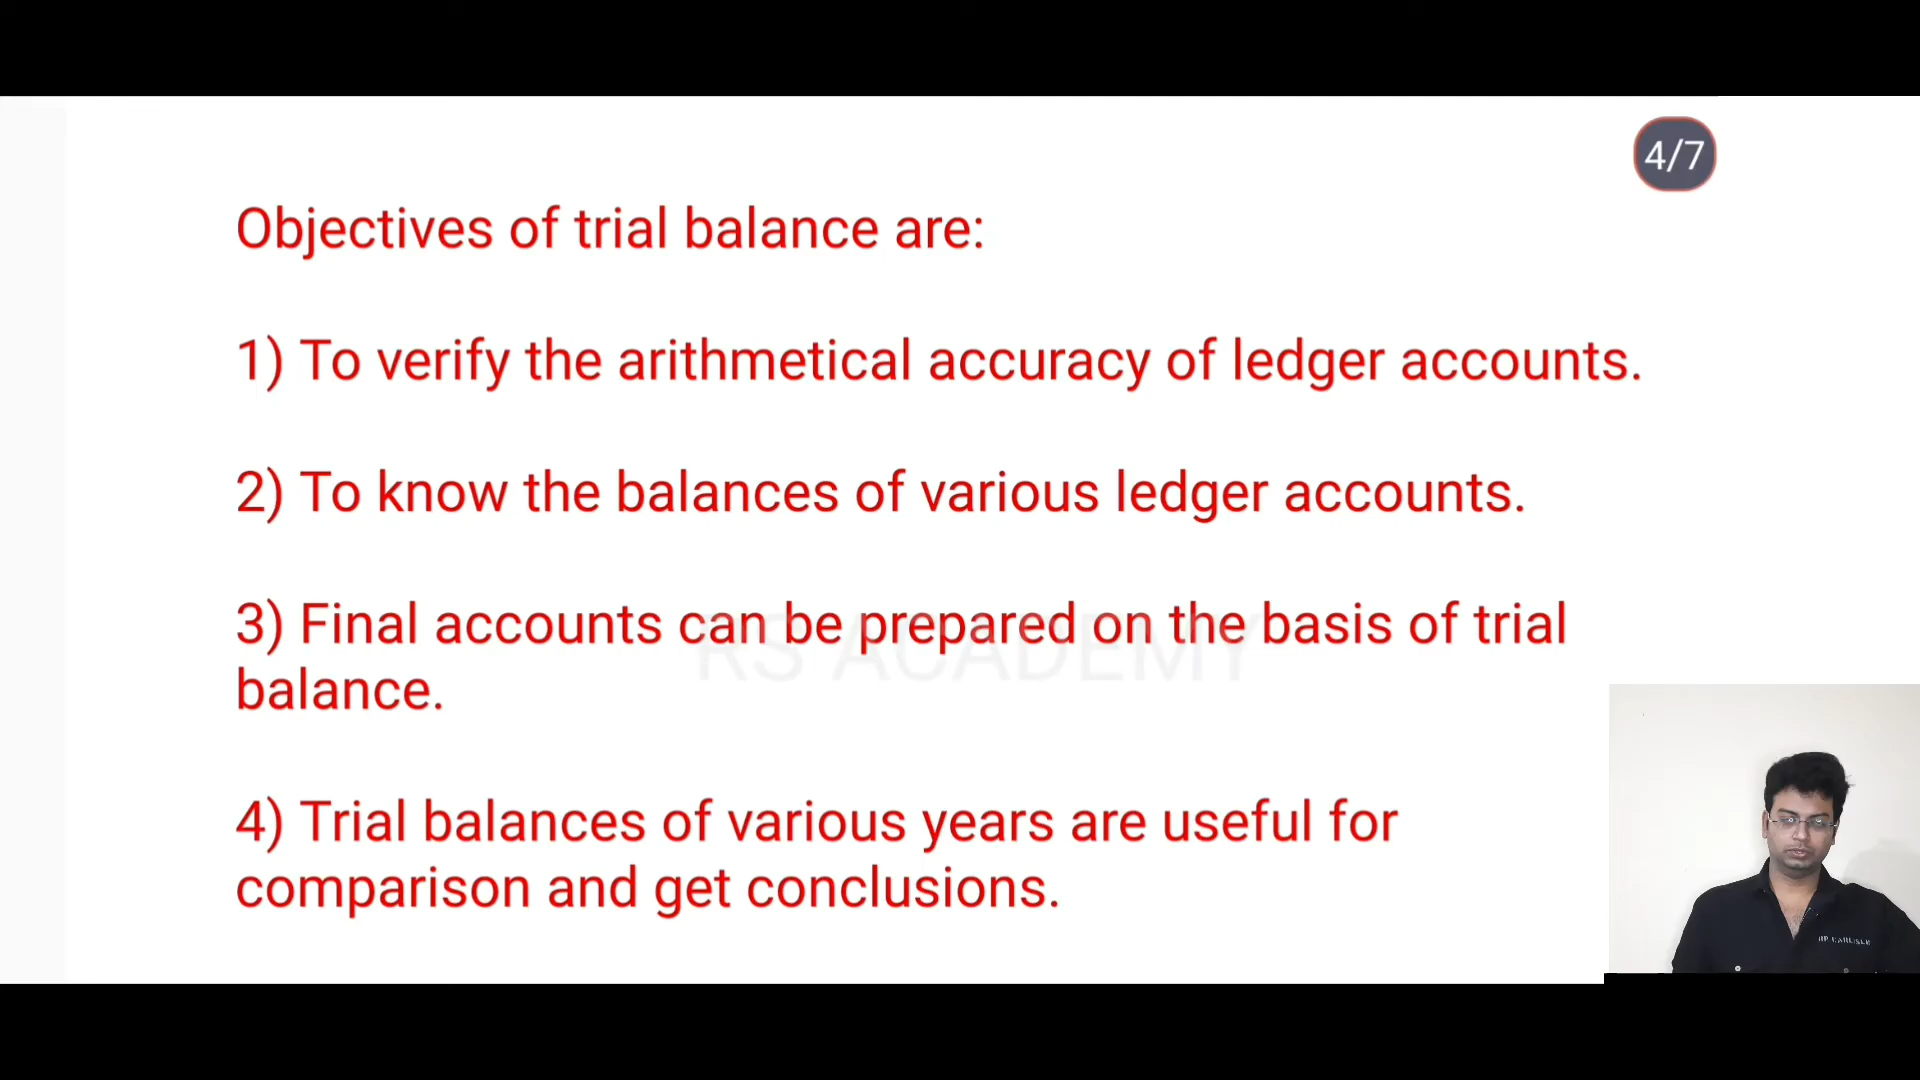 4/7
Objectives of trial balance are:
1) To verify the arithmetical accuracy of ledger accounts.
2) To know the balances of various ledger accounts.
3) Final accounts can be prepared on the basis of trial
balance.
RS ACADEMY
4) Trial balances of various years are useful for
comparison and get conclusions.